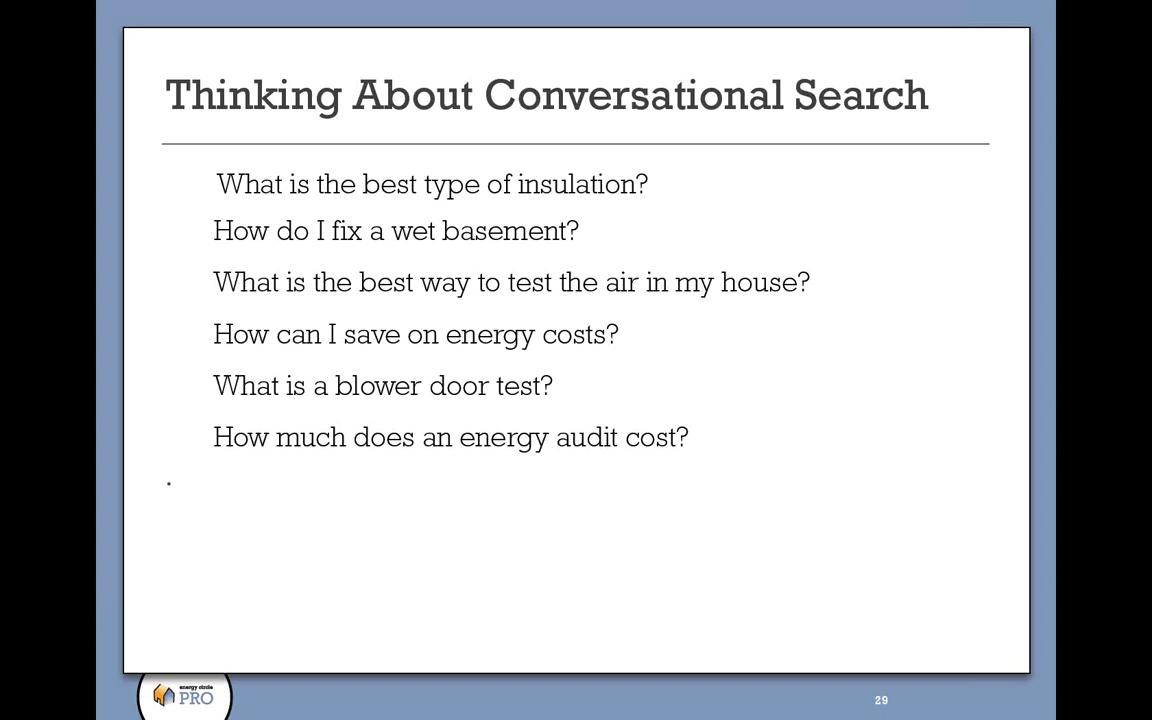 Thinking About Conversational Search
What is the best type of insulation?
How do I fix a wet basement?
What is the best way to test the air in my house?
How can I save on energy costs?
What is a blower door test?
How much does an energy audit cost?
.
energy circle
PRO
29